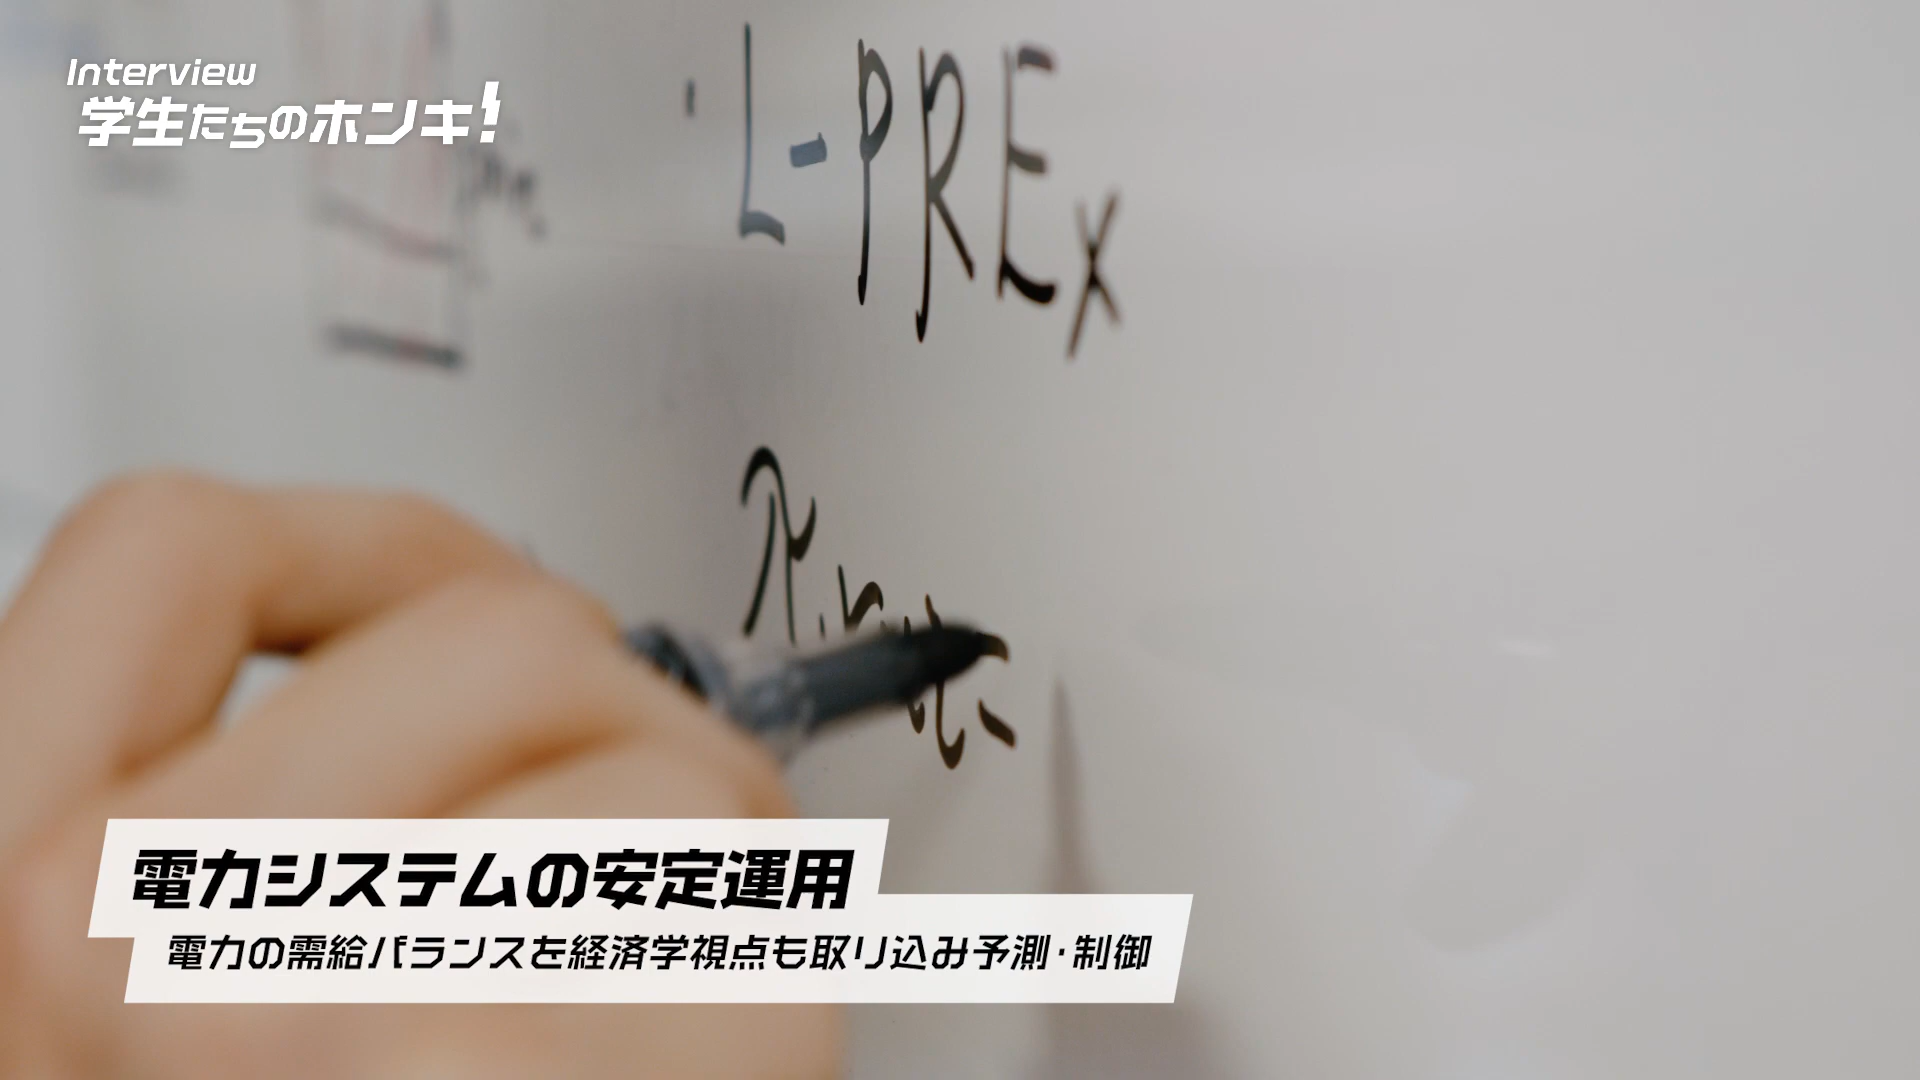 Interview
学生たちのホンキ!
L-PREx
電力システムの安定運用
電力の需給バランスを経済学視点も取り込み予測・制御